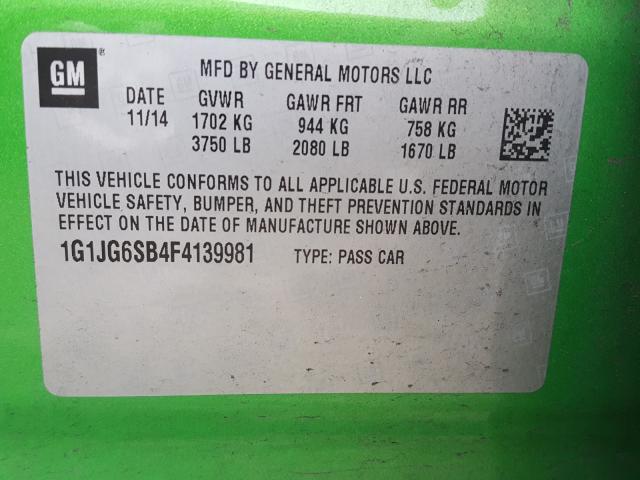 GM
MFD BY GENERAL MOTORS LLC
DATE GVWR GAWR FRT GAWR RR
11/14 1702 KG 944 KG 758 KG
3750 LB 2080 LB 1670 LB
THIS VEHICLE CONFORMS TO ALL APPLICABLE U.S. FEDERAL MOTOR
VEHICLE SAFETY, BUMPER, AND THEFT PREVENTION STANDARDS IN
EFFECT ON THE DATE OF MANUFACTURE SHOWN ABOVE.
1G1JG6SB4F4139981 TYPE: PASS CAR